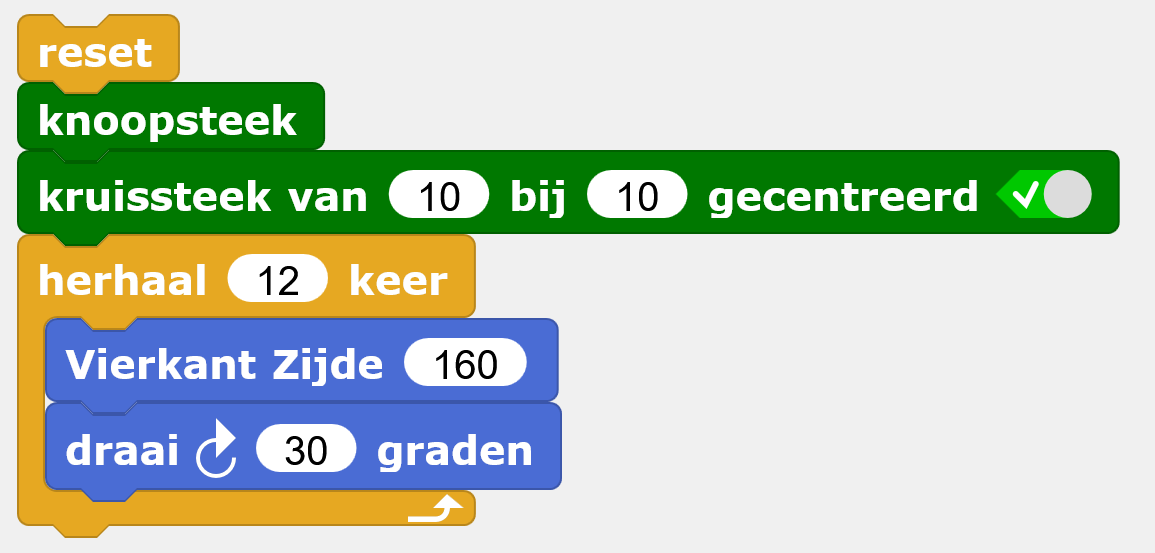 reset
knoopsteek
kruissteek van 10 bij 10 gecentreerd
herhaal 12 keer
Vierkant Zijde 160
draai 30 graden